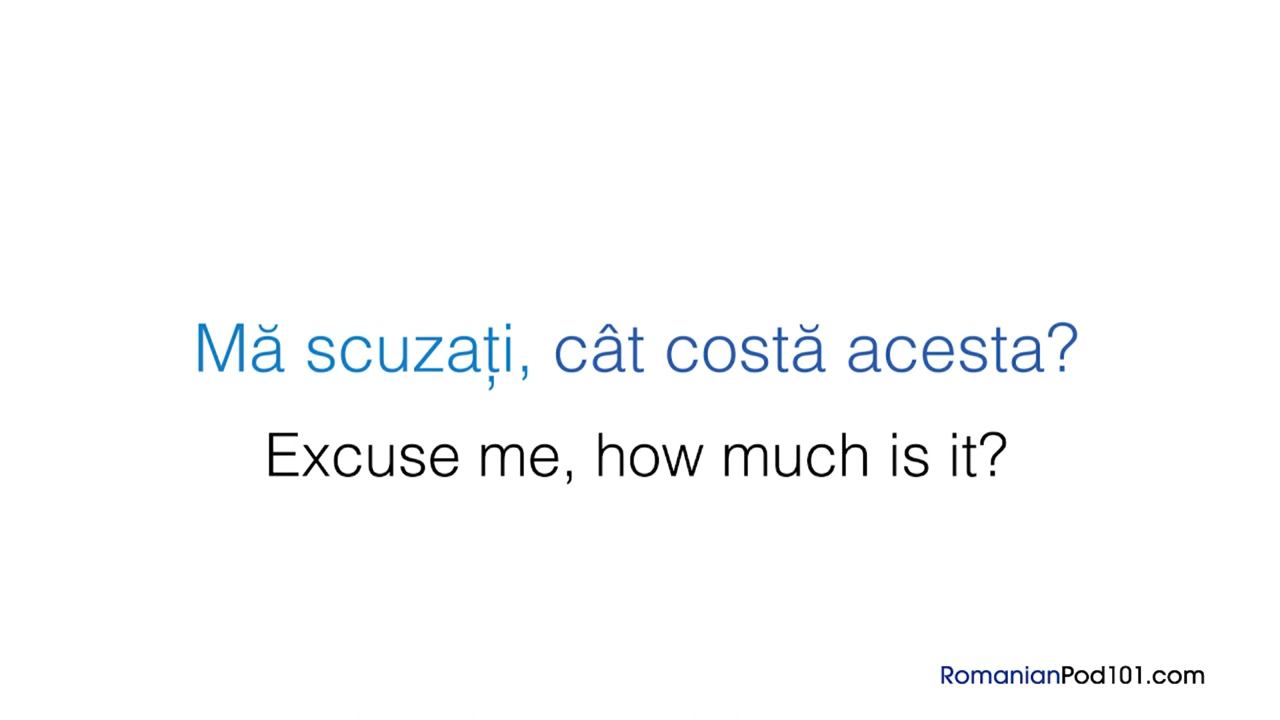 Mă scuzați, cât costă acesta?
Excuse me, how much is it?
RomanianPod101.com